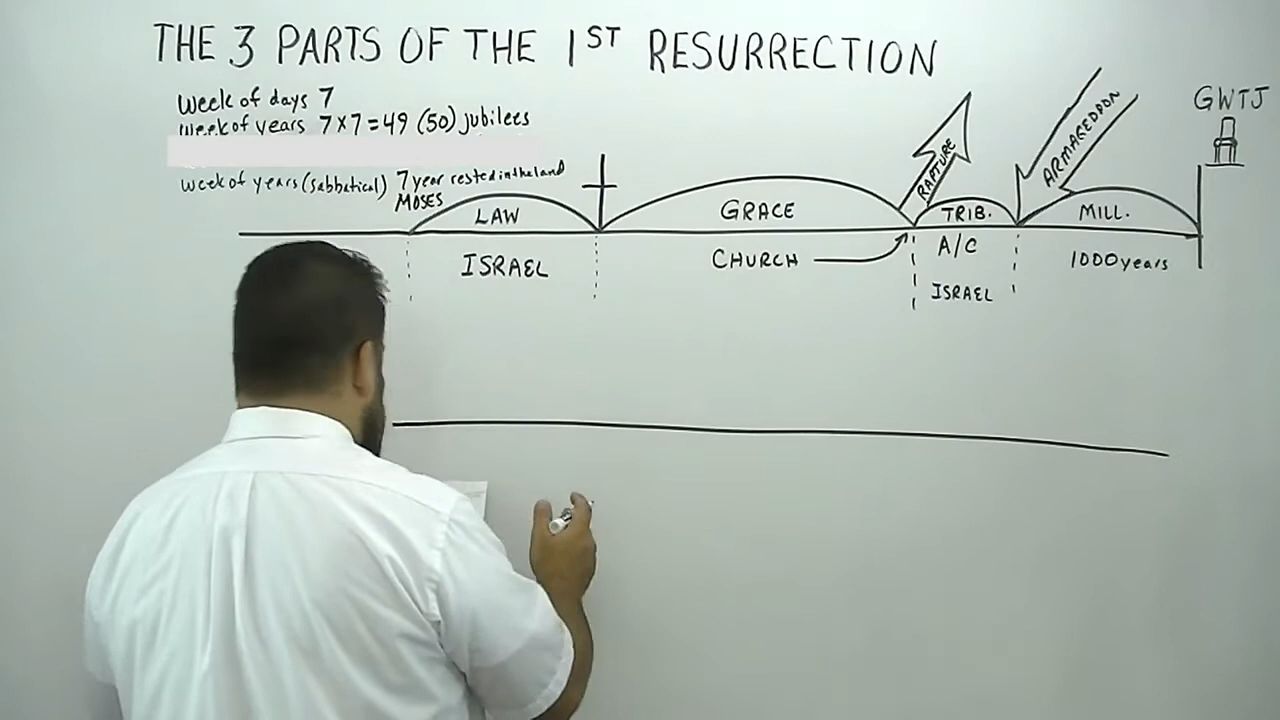 THE 3 PARTS OF THE 1ST RESURRECTION
Week of days 7
Week of years 7x7=49 (50) jubilees
week of years (sabbatical) 7 year rested in the land
MOSES
LAW
GRACE
RAPTURE
TRIB.
ARMAGEDDON
MILL.
GWTJ
ISRAEL
CHURCH
A/C
ISRAEL
1000 years